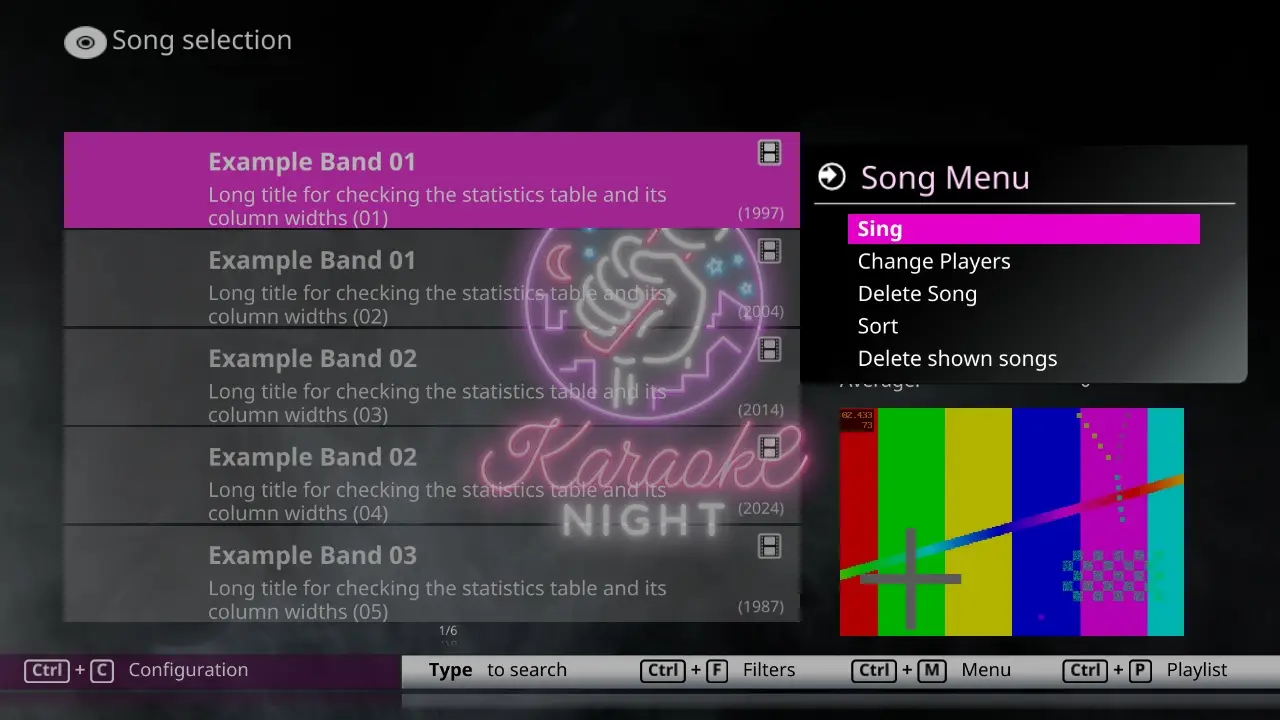 Song selection
Example Band 01
Long title for checking the statistics table and its
column widths (01)
(1997)
Example Band 01
Long title for checking the statistics table and its
column widths (02)
(2004)
Example Band 02
Long title for checking the statistics table and its
column widths (03)
(2014)
Example Band 02
Long title for checking the statistics table and its
column widths (04)
(2024)
Example Band 03
Long title for checking the statistics table and its
column widths (05)
(1987)
Karaoke
NIGHT
1/6
Song Menu
Sing
Change Players
Delete Song
Sort
Delete shown songs
Average:
02.433
73
Ctrl + C Configuration
Type to search
Ctrl + F Filters
Ctrl + M Menu
Ctrl + P Playlist